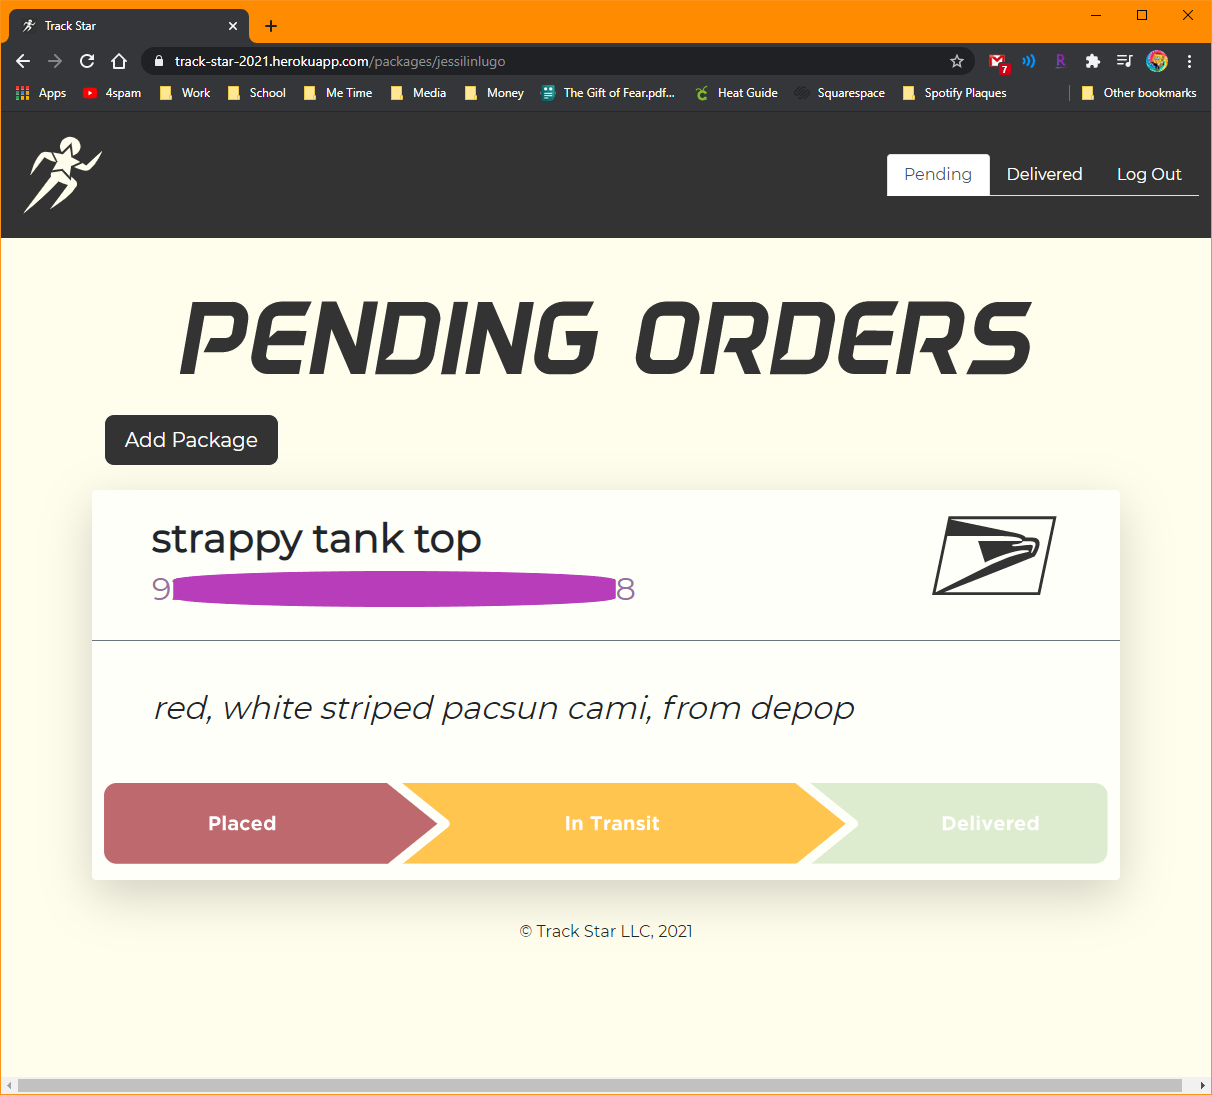 Track Star
track-star-2021.herokuapp.com/packages/jessilinlugo
7
R
Apps 4spam Work School Me Time Media Money The Gift of Fear.pdf... Heat Guide Squarespace Spotify Plaques Other bookmarks
Pending Delivered Log Out
PENDING ORDERS
Add Package
strappy tank top
9 8
red, white striped pacsun cami, from depop
Placed In Transit Delivered
© Track Star LLC, 2021